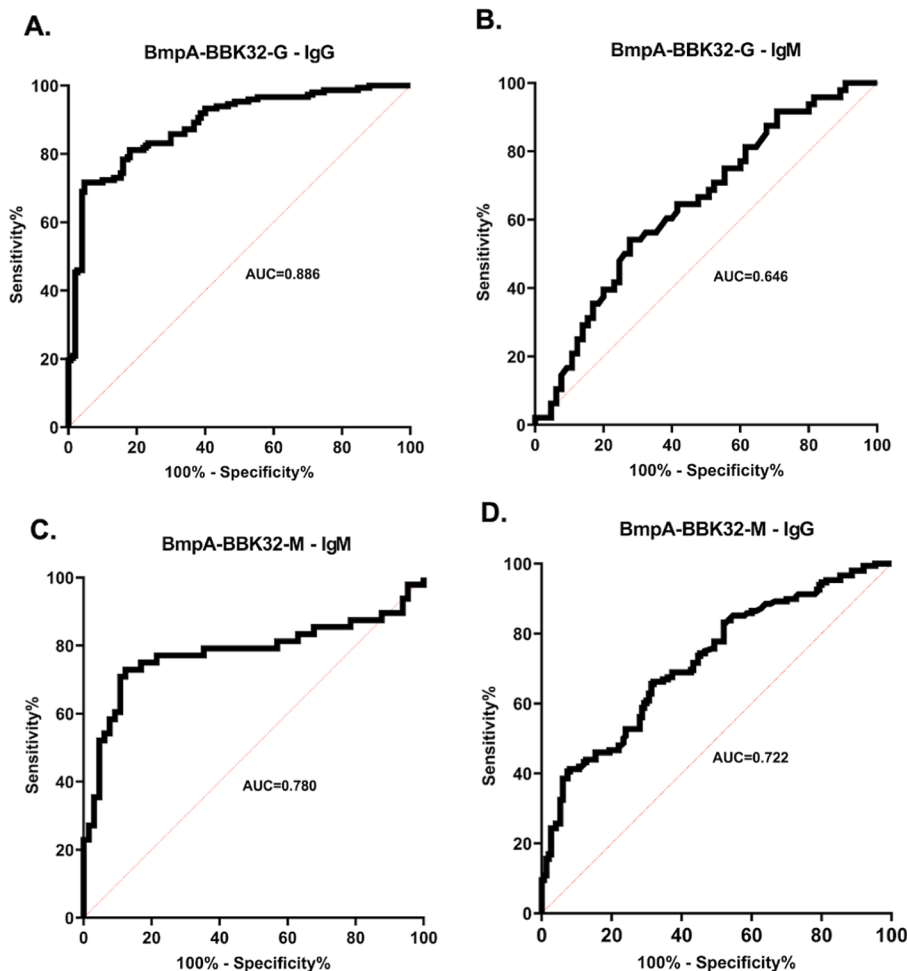 A.
BmpA-BBK32-G - IgG
Sensitivity%
100
80
60
40
20
0
AUC=0.886
0 20 40 60 80 100
100% - Specificity%
B.
BmpA-BBK32-G - IgM
Sensitivity%
100
80
60
40
20
0
AUC=0.646
0 20 40 60 80 100
100% - Specificity%
C.
BmpA-BBK32-M - IgM
Sensitivity%
100
80
60
40
20
0
AUC=0.780
0 20 40 60 80 100
100% - Specificity%
D.
BmpA-BBK32-M - IgG
Sensitivity%
100
80
60
40
20
0
AUC=0.722
0 20 40 60 80 100
100% - Specificity%